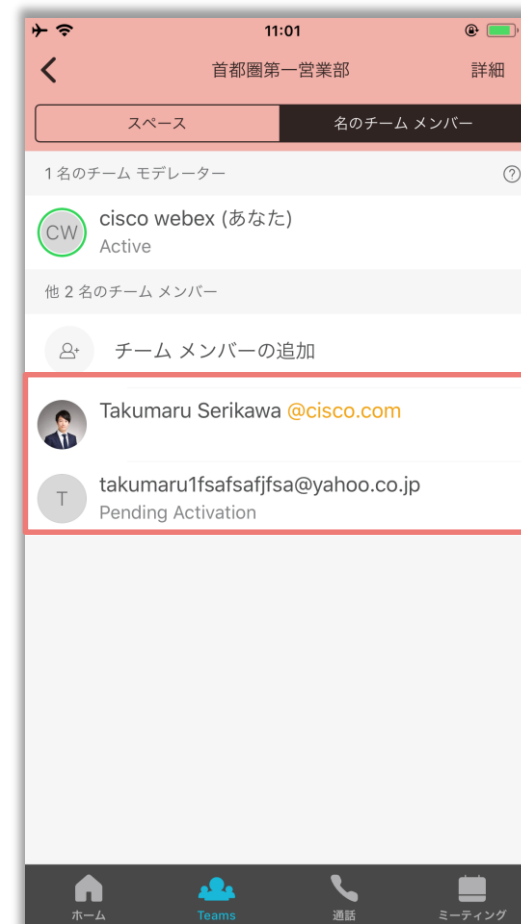 11:01
首都圏第一営業部
詳細
スペース
名のチーム メンバー
1 名のチーム モデレーター
?
CW
cisco webex (あなた)
Active
他 2 名のチーム メンバー
チーム メンバーの追加
Takumaru Serikawa @cisco.com
T
takumaru1fsafsafjfsa@yahoo.co.jp
Pending Activation
ホーム
Teams
通話
ミーティング